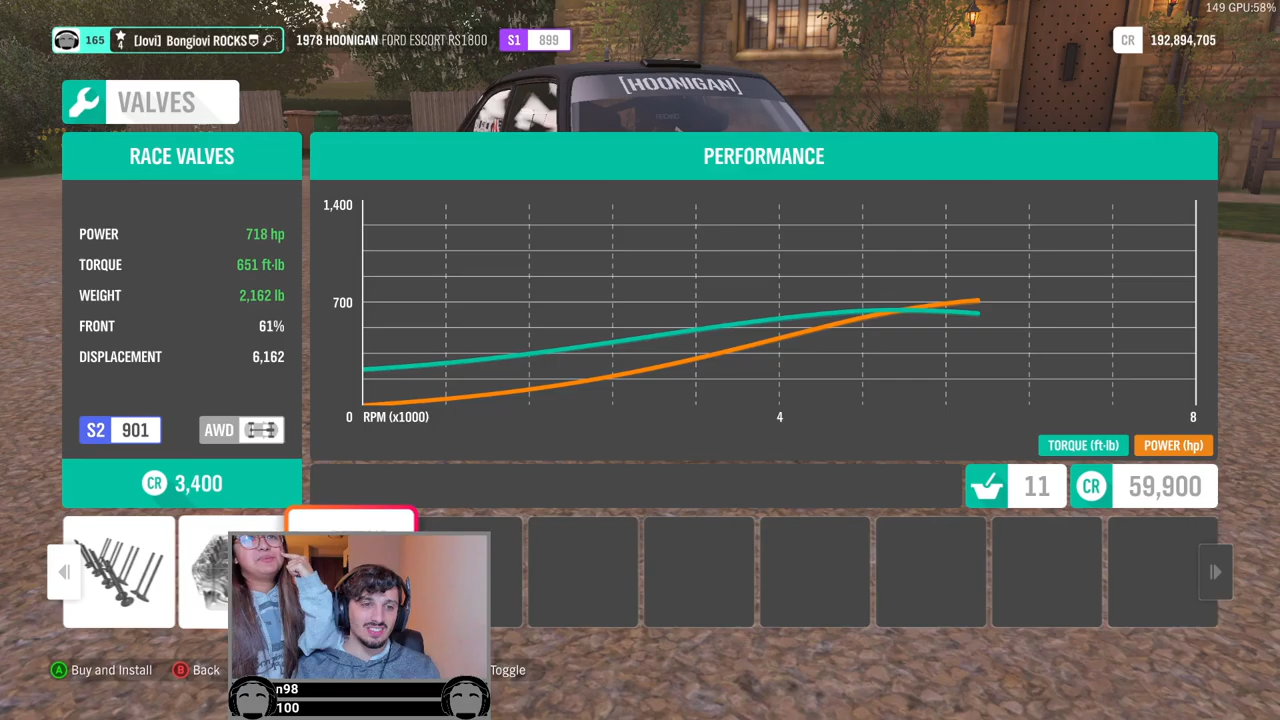 149 GPU:58%
165 4 [Jovi] Bongiovi ROCKS 1978 HOONIGAN FORD ESCORT RS1800 S1 899 CR 192,894,705
[HOONIGAN]
VALVES
RACE VALVES
POWER 718 hp
TORQUE 651 ft·lb
WEIGHT 2,162 lb
FRONT 61%
DISPLACEMENT 6,162
S2 901 AWD
CR 3,400
PERFORMANCE
1,400
700
0 RPM (x1000) 4 8
TORQUE (ft·lb) POWER (hp)
11 CR 59,900
A Buy and Install B Back Toggle
n98
100